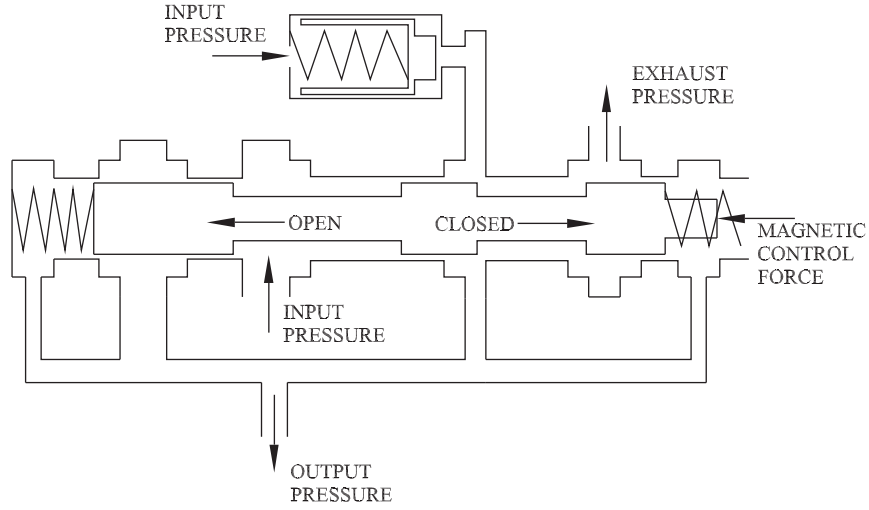 INPUT
PRESSURE
EXHAUST
PRESSURE
OPEN
CLOSED
MAGNETIC
CONTROL
FORCE
INPUT
PRESSURE
OUTPUT
PRESSURE